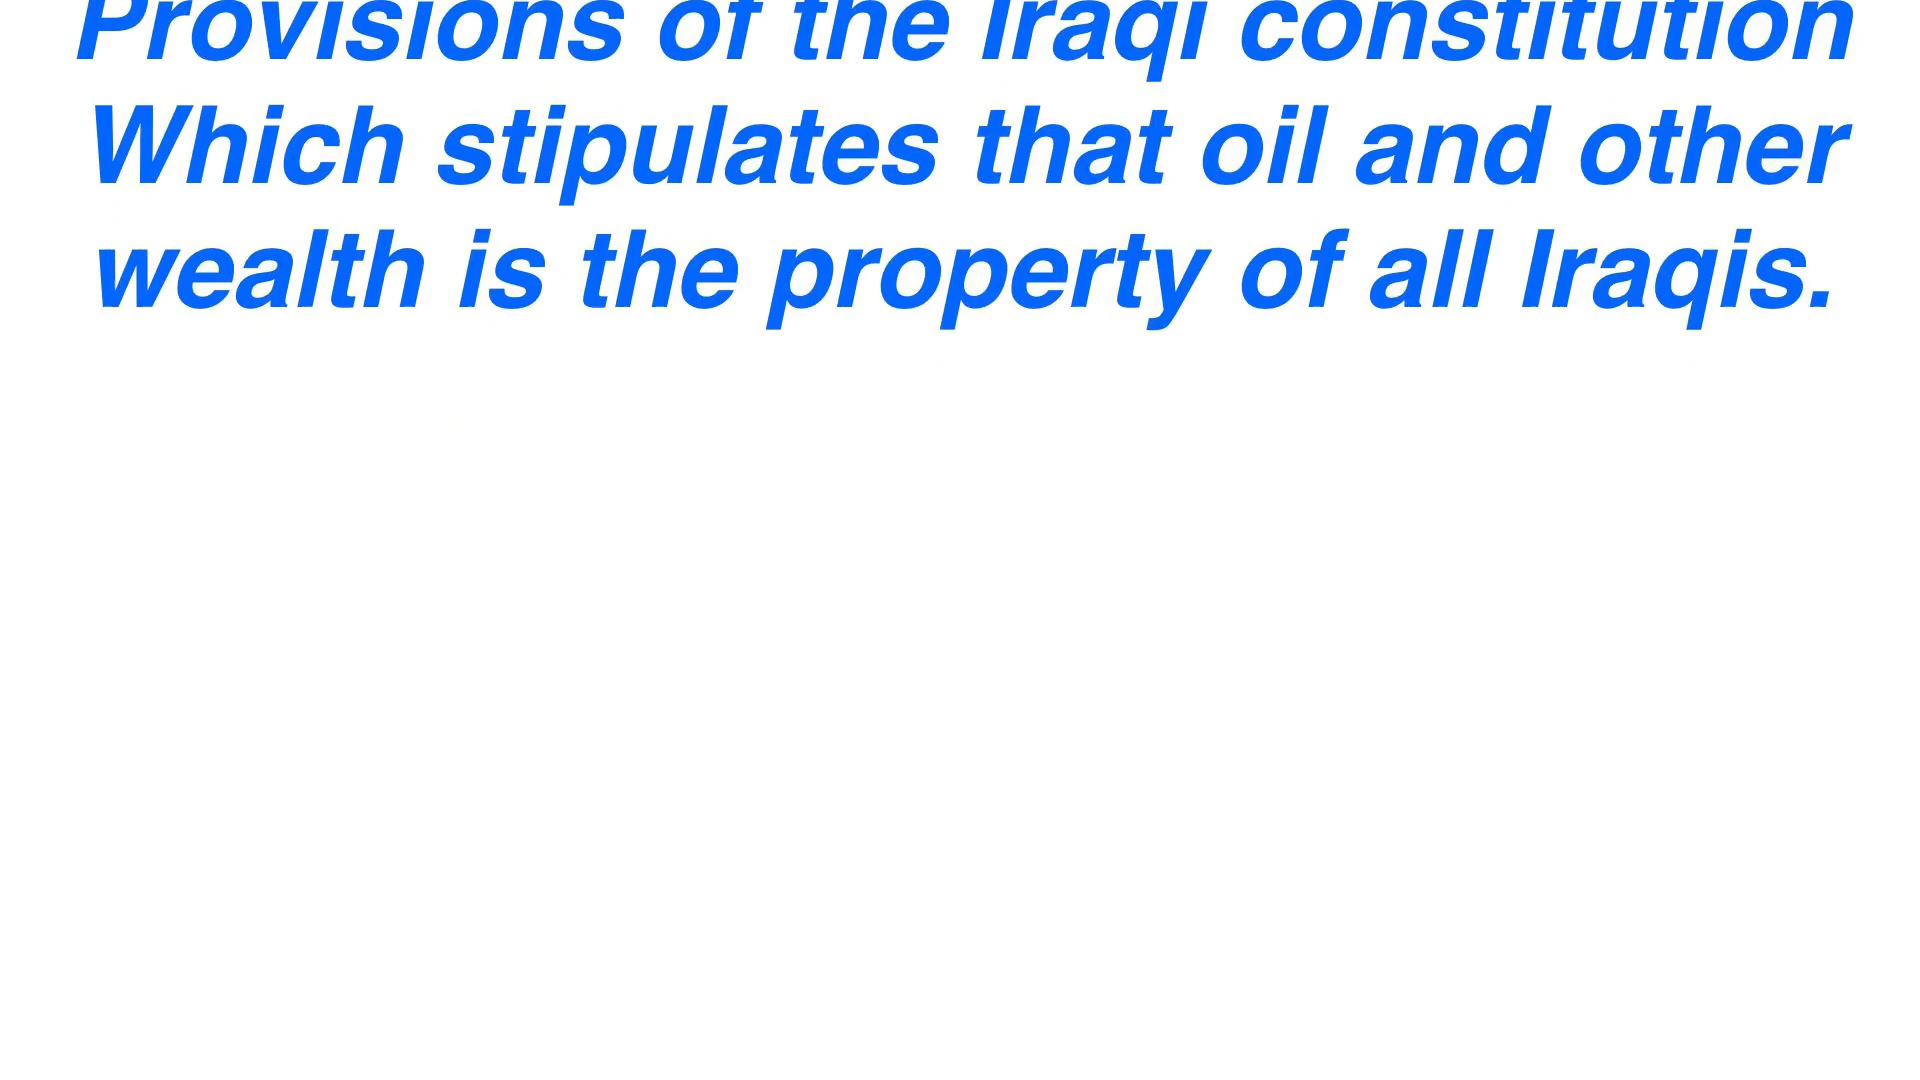 Provisions of the Iraqi constitution
Which stipulates that oil and other
wealth is the property of all Iraqis.